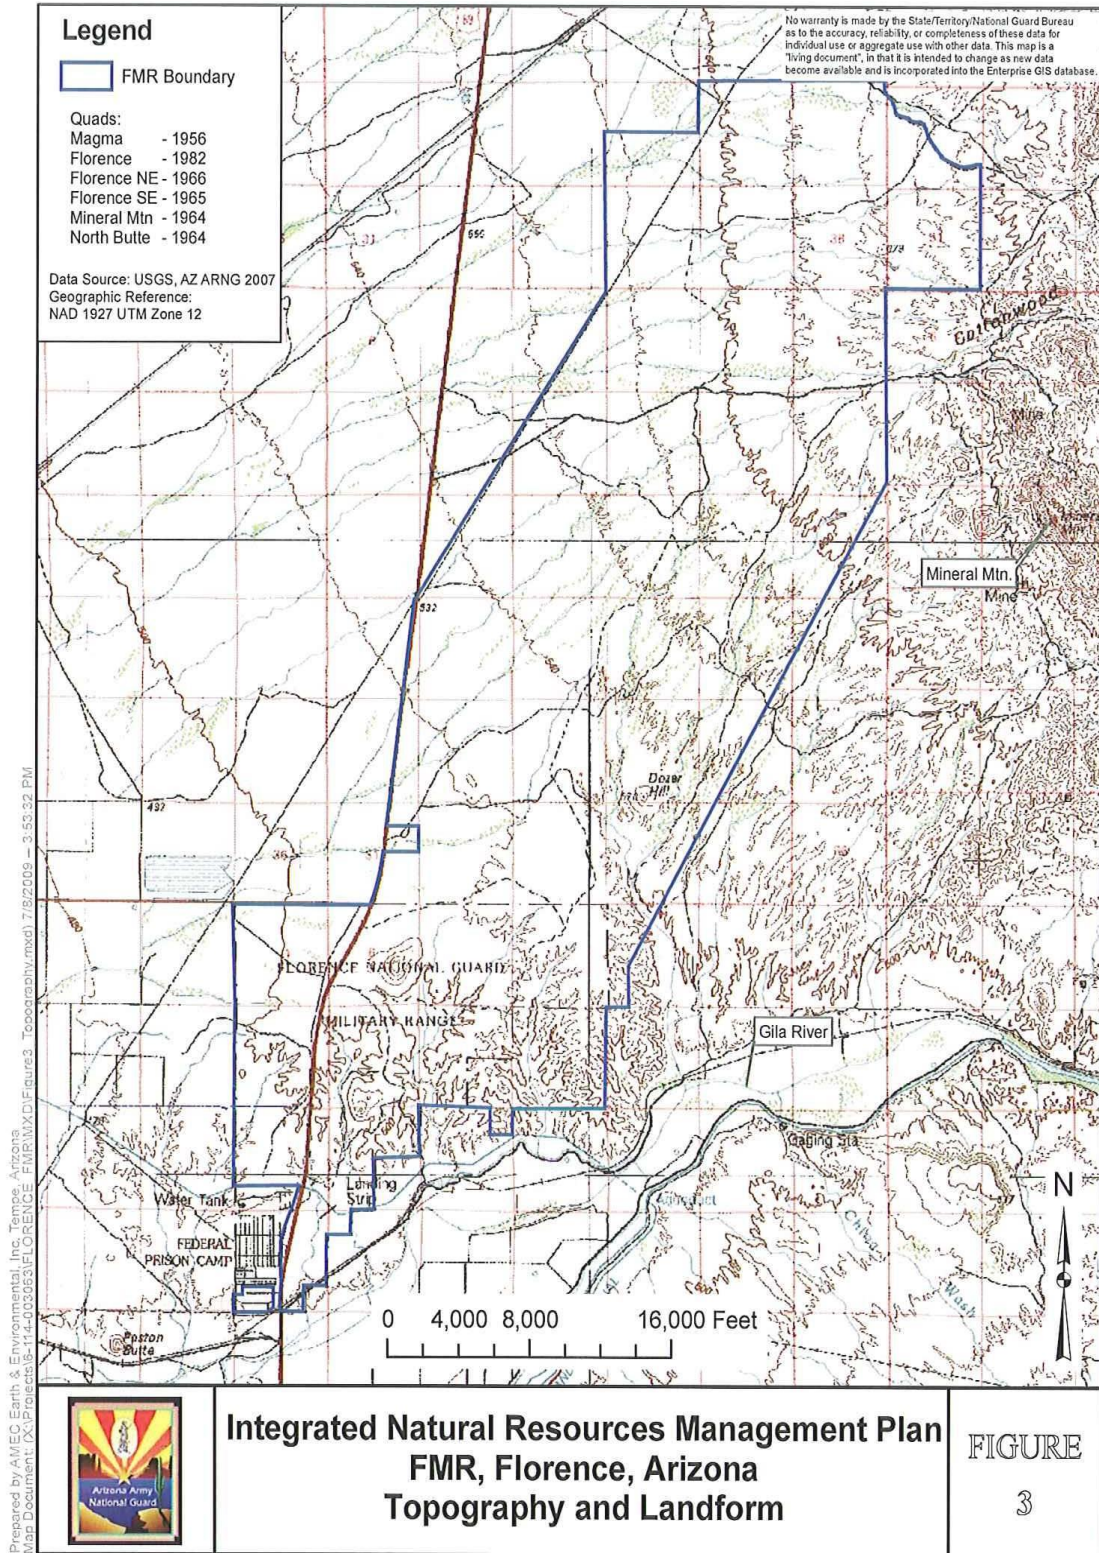 Legend
FMR Boundary
Quads:
Magma - 1956
Florence - 1982
Florence NE - 1966
Florence SE - 1965
Mineral Mtn - 1964
North Butte - 1964
Data Source: USGS, AZ ARNG 2007
Geographic Reference:
NAD 1927 UTM Zone 12
No warranty is made by the State/Territory/National Guard Bureau
as to the accuracy, reliability, or completeness of these data for
individual use or aggregate use with other data. This map is a
"living document", in that it is intended to change as new data
become available and is incorporated into the Enterprise GIS database.
31
Cottonwood
Mine
Mineral Mtn.
Mine
532
Dozer
Hill
497
36
FLORENCE NATIONAL GUARD
MILITARY RANGE
Gila River
Gaging Sta
Water Tank
Landing
Strip
Aqueduct
FEDERAL
PRISON CAMP
Wash
Poston
Butte
N
0 4,000 8,000 16,000 Feet
Prepared by AMEC Earth & Environmental, Inc. Tempe, Arizona
Arizona Army
National Guard
Integrated Natural Resources Management Plan
FMR, Florence, Arizona
Topography and Landform
FIGURE
3